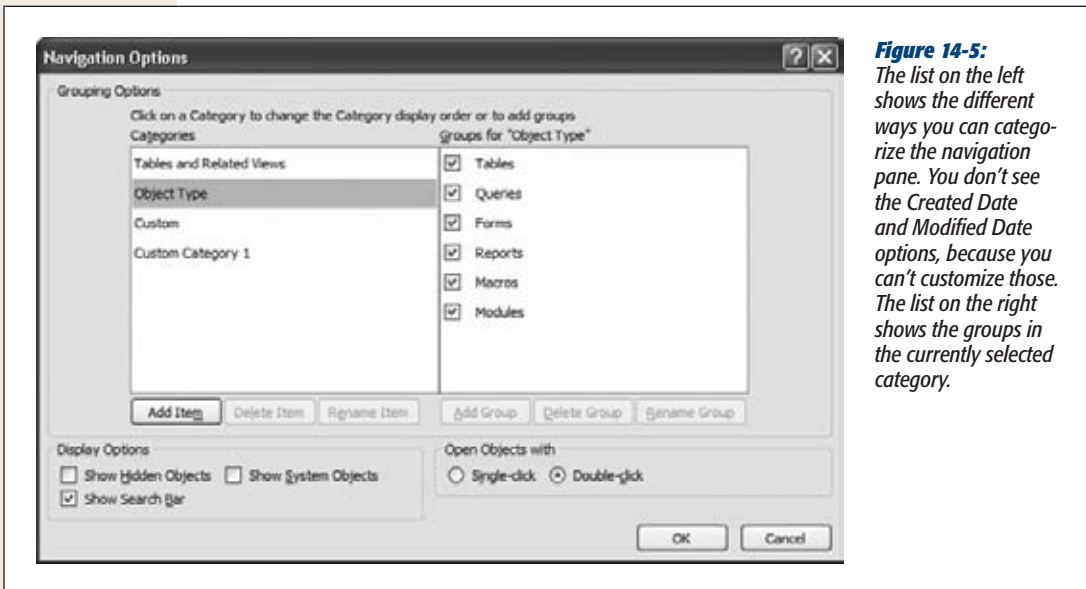 Navigation Options
Grouping Options
Click on a Category to change the Category display order or to add groups
Categories
Groups for "Object Type"
Tables and Related Views
Object Type
Custom
Custom Category 1
Tables
Queries
Forms
Reports
Macros
Modules
Add Item
Delete Item
Rename Item
Add Group
Delete Group
Rename Group
Display Options
Show Hidden Objects
Show System Objects
Show Search Bar
Open Objects with
Single-click
Double-click
OK
Cancel
Figure 14-5:
The list on the left
shows the different
ways you can catego-
rize the navigation
pane. You don’t see
the Created Date
and Modified Date
options, because you
can’t customize those.
The list on the right
shows the groups in
the currently selected
category.